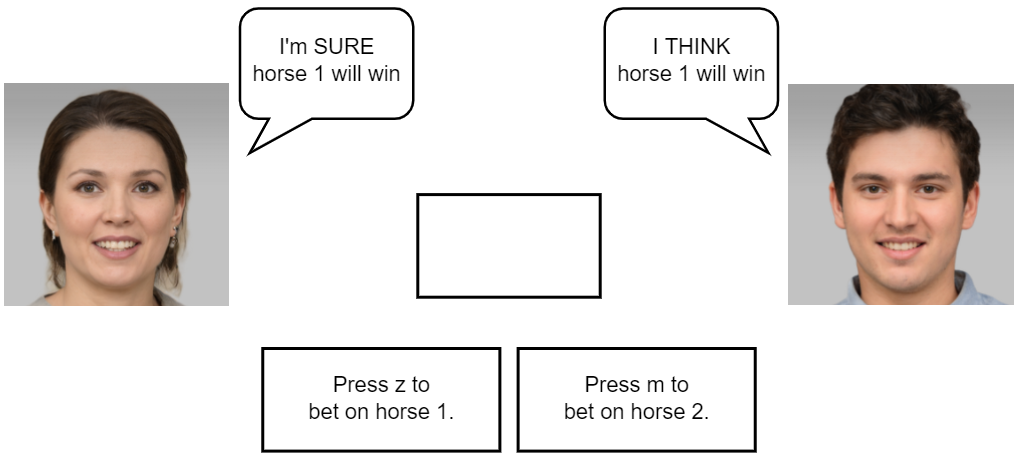 I'm SURE
horse 1 will win
I THINK
horse 1 will win
Press z to
bet on horse 1.
Press m to
bet on horse 2.